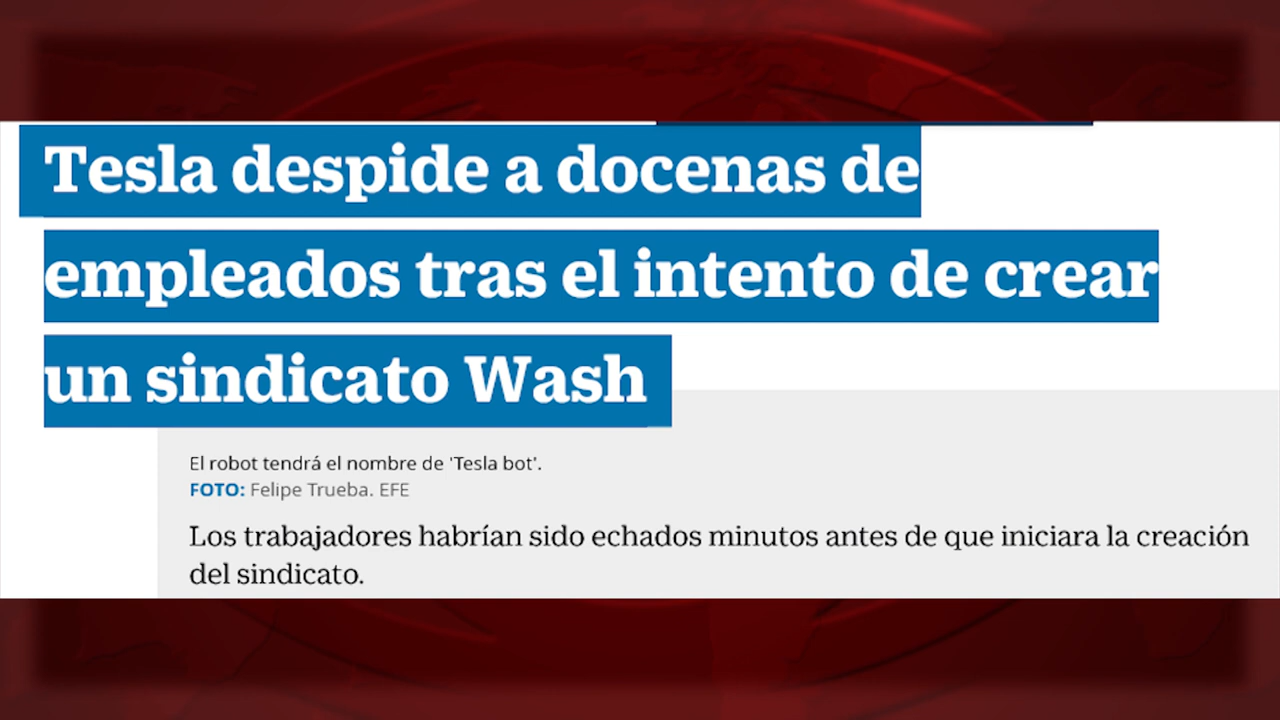 Tesla despide a docenas de
empleados tras el intento de crear
un sindicato Wash
El robot tendrá el nombre de 'Tesla bot'.
FOTO: Felipe Trueba. EFE
Los trabajadores habrían sido echados minutos antes de que iniciara la creación
del sindicato.